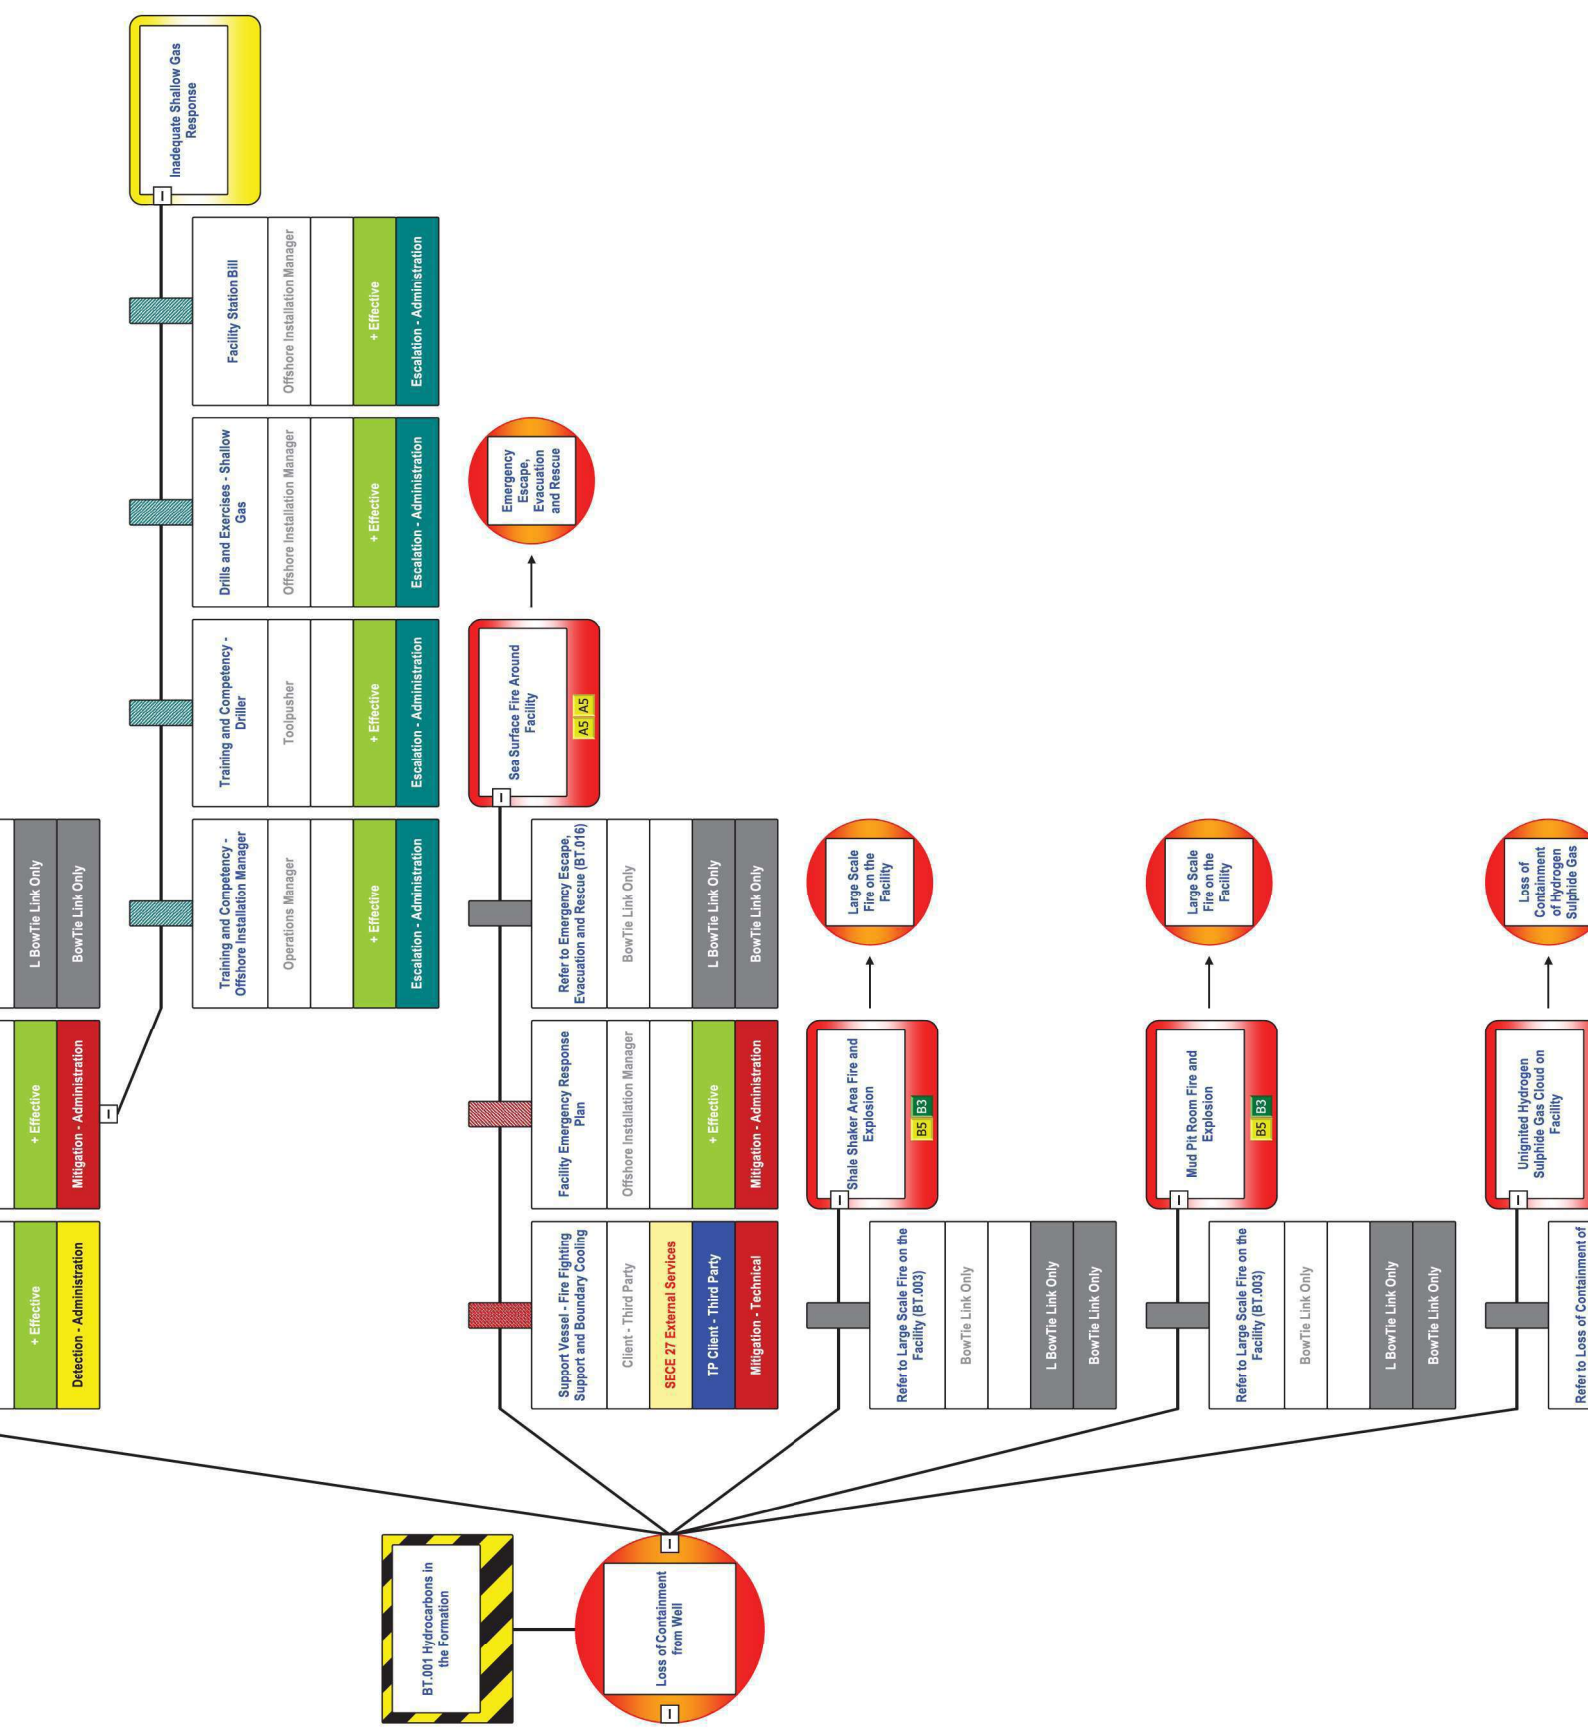 Inadequate Shallow Gas
Response
Facility Station Bill
Offshore Installation Manager
+ Effective
Escalation - Administration
Drills and Exercises - Shallow
Gas
Offshore Installation Manager
+ Effective
Escalation - Administration
Training and Competency -
Driller
Toolpusher
+ Effective
Escalation - Administration
Training and Competency -
Offshore Installation Manager
Operations Manager
+ Effective
Escalation - Administration
L BowTie Link Only
BowTie Link Only
+ Effective
Mitigation - Administration
+ Effective
Detection - Administration
Emergency
Escape,
Evacuation
and Rescue
Sea Surface Fire Around
Facility
A5 A5
Refer to Emergency Escape,
Evacuation and Rescue (BT.016)
BowTie Link Only
L BowTie Link Only
BowTie Link Only
Facility Emergency Response
Plan
Offshore Installation Manager
+ Effective
Mitigation - Administration
Support Vessel - Fire Fighting
Support and Boundary Cooling
Client - Third Party
SECE 27 External Services
TP Client - Third Party
Mitigation - Technical
Large Scale
Fire on the
Facility
Shale Shaker Area Fire and
Explosion
B5 B3
Refer to Large Scale Fire on the
Facility (BT.003)
BowTie Link Only
L BowTie Link Only
BowTie Link Only
Large Scale
Fire on the
Facility
Mud Pit Room Fire and
Explosion
B5 B3
Refer to Large Scale Fire on the
Facility (BT.003)
BowTie Link Only
L BowTie Link Only
BowTie Link Only
Loss of
Containment
of Hydrogen
Sulphide Gas
Unignited Hydrogen
Sulphide Gas Cloud on
Facility
Refer to Loss of Containment of
BT.001 Hydrocarbons in
the Formation
Loss of Containment
from Well